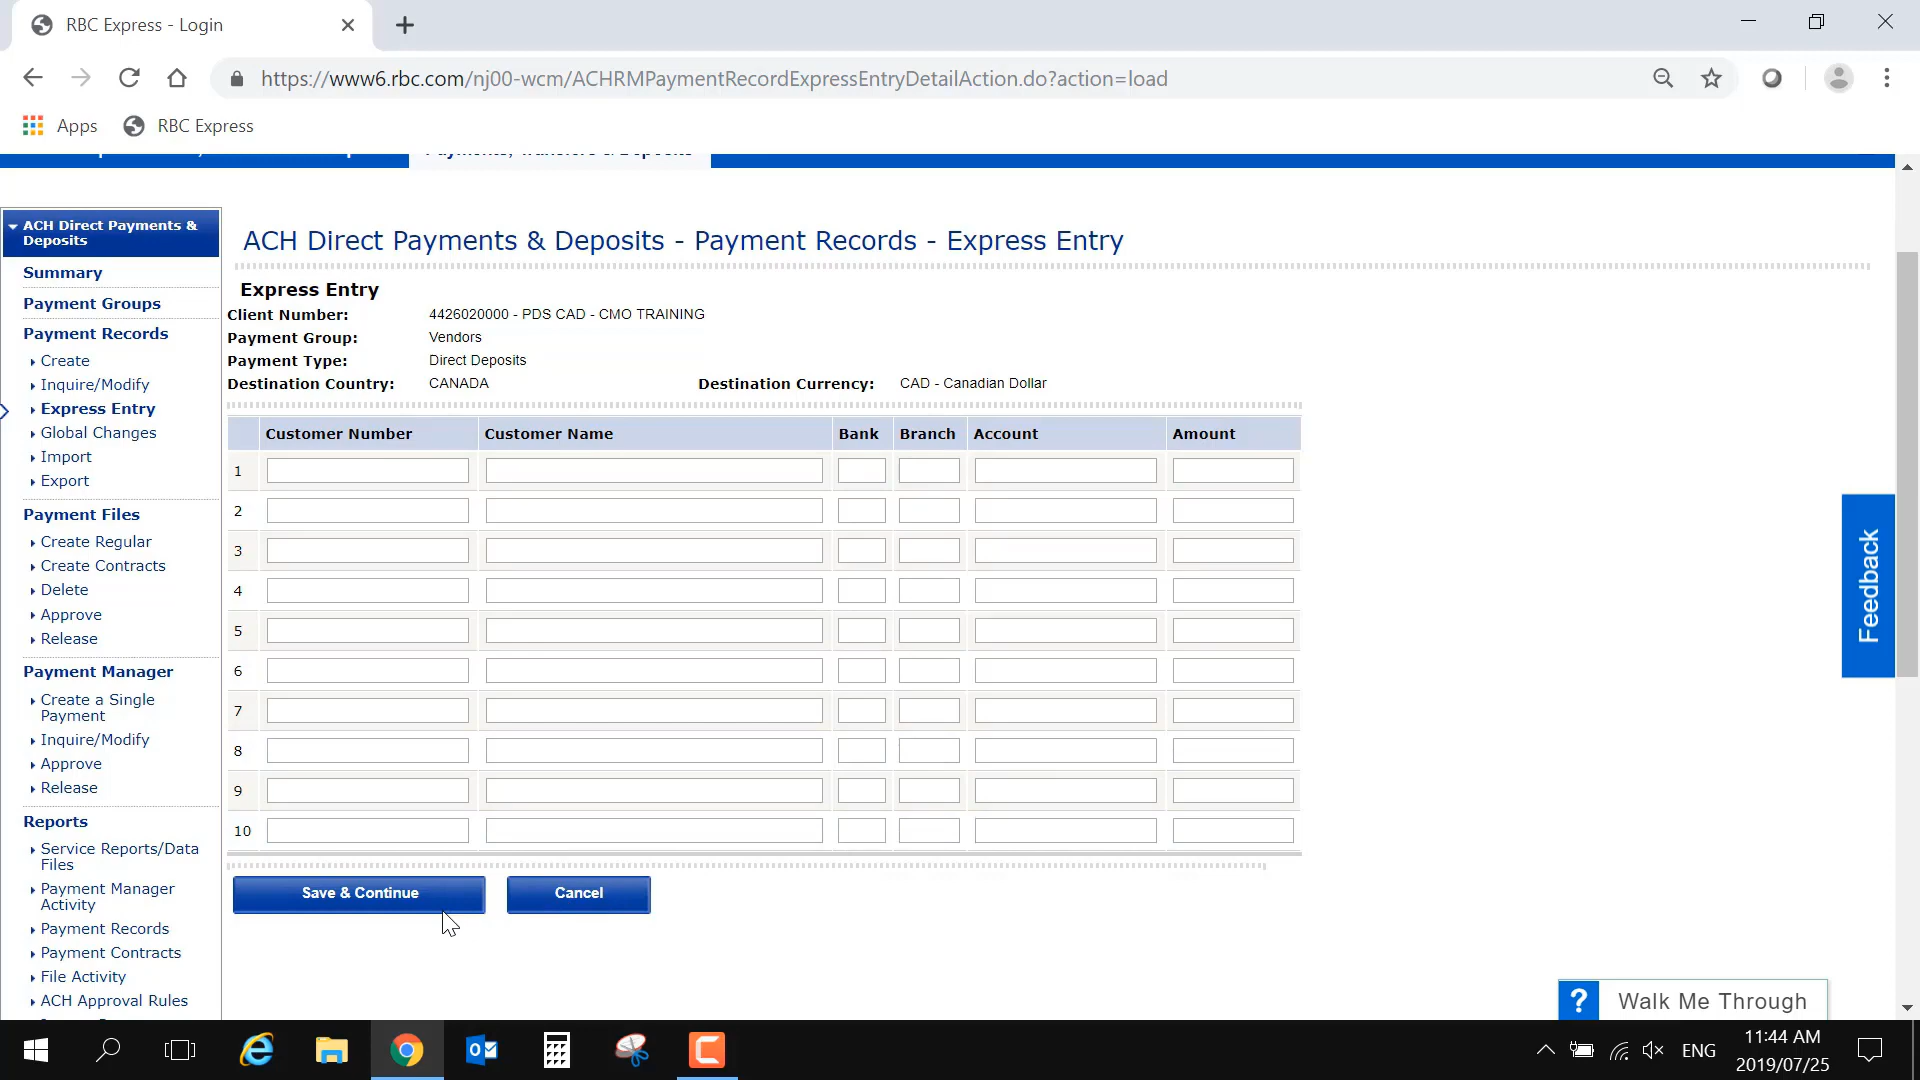 RBC Express - Login
https://www6.rbc.com/nj00-wcm/ACHRMPaymentRecordExpressEntryDetailAction.do?action=load
Apps
RBC Express
ACH Direct Payments &
Deposits
Summary
Payment Groups
Payment Records
Create
Inquire/Modify
Express Entry
Global Changes
Import
Export
Payment Files
Create Regular
Create Contracts
Delete
Approve
Release
Payment Manager
Create a Single
Payment
Inquire/Modify
Approve
Release
Reports
Service Reports/Data
Files
Payment Manager
Activity
Payment Records
Payment Contracts
File Activity
ACH Approval Rules
ACH Direct Payments & Deposits - Payment Records - Express Entry
Express Entry
Client Number: 4426020000 - PDS CAD - CMO TRAINING
Payment Group: Vendors
Payment Type: Direct Deposits
Destination Country: CANADA Destination Currency: CAD - Canadian Dollar
Customer Number Customer Name Bank Branch Account Amount
1
2
3
4
5
6
7
8
9
10
Save & Continue Cancel
Feedback
? Walk Me Through
ENG
11:44 AM
2019/07/25